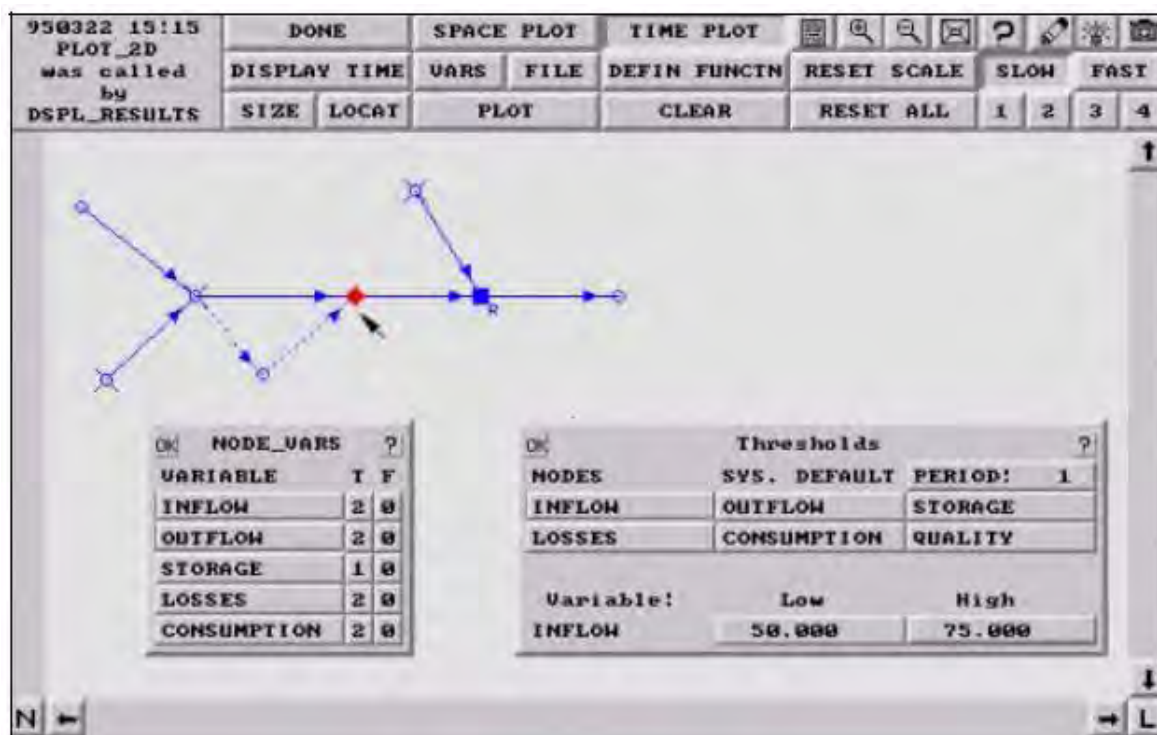 950322 15:15
PLOT_2D
was called
by
DSPL_RESULTS
DONE
SPACE PLOT
TIME PLOT
DISPLAY TIME
VARS
FILE
DEFIN FUNCTN
RESET SCALE
SLOW
FAST
SIZE
LOCAT
PLOT
CLEAR
RESET ALL
1
2
3
4
R
OK NODE_VARS ?
VARIABLE T F
INFLOW 2 0
OUTFLOW 2 0
STORAGE 1 0
LOSSES 2 0
CONSUMPTION 2 0
OK Thresholds ?
NODES SYS. DEFAULT PERIOD: 1
INFLOW OUTFLOW STORAGE
LOSSES CONSUMPTION QUALITY
Variable: Low High
INFLOW 50.000 75.000
N
L